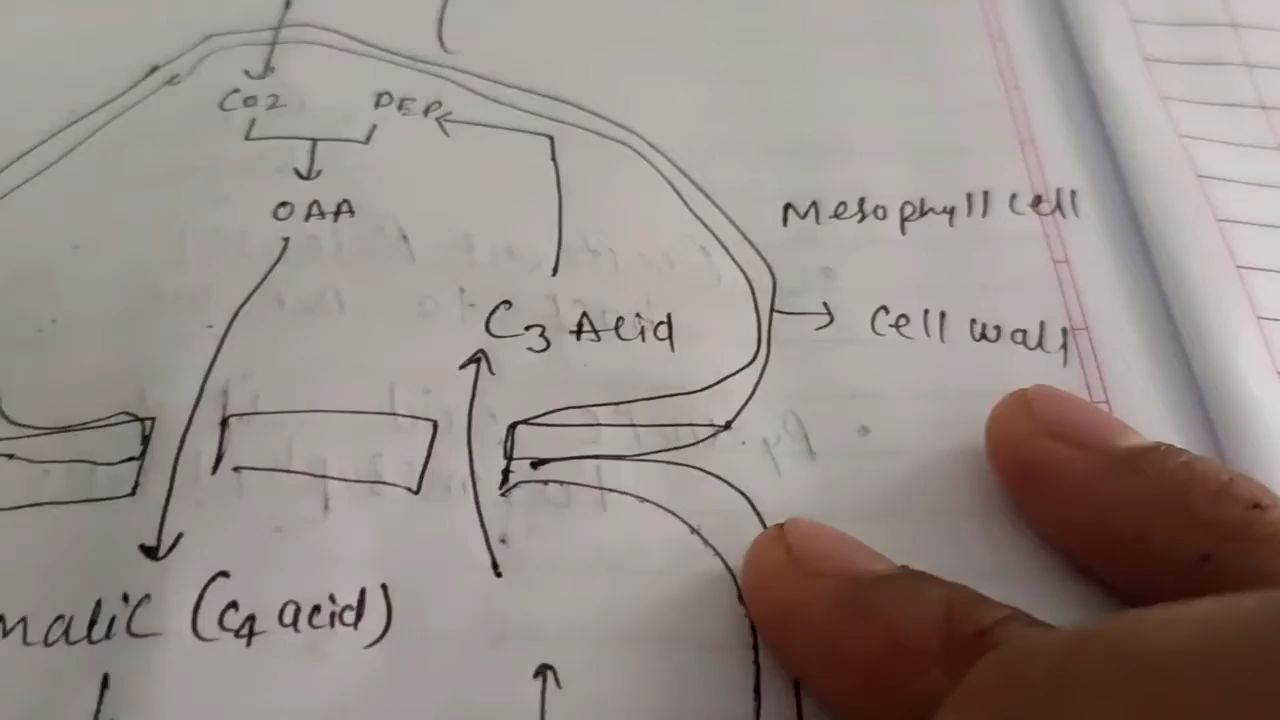 CO2 PEP
OAA
Mesophyll cell
C3 Acid
cell wall
malic (C4 acid)